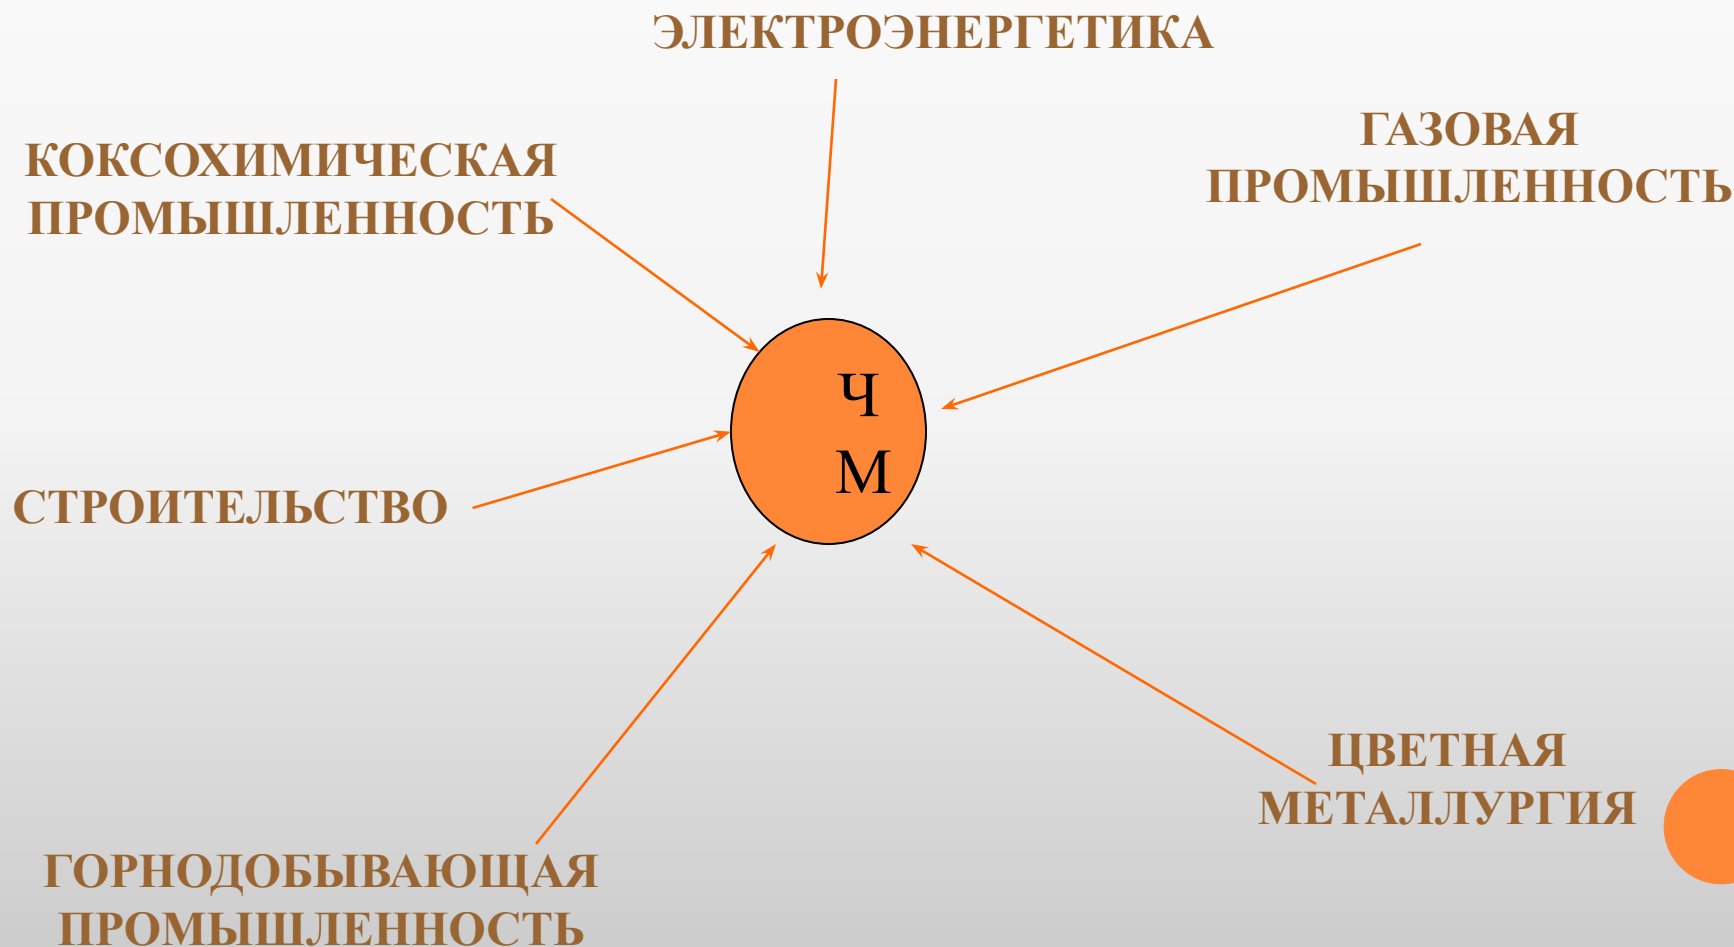 ЭЛЕКТРОЭНЕРГЕТИКА
ГАЗОВАЯ
ПРОМЫШЛЕННОСТЬ
КОКСОХИМИЧЕСКАЯ
ПРОМЫШЛЕННОСТЬ
Ч
М
СТРОИТЕЛЬСТВО
ЦВЕТНАЯ
МЕТАЛЛУРГИЯ
ГОРНОДОБЫВАЮЩАЯ
ПРОМЫШЛЕННОСТЬ